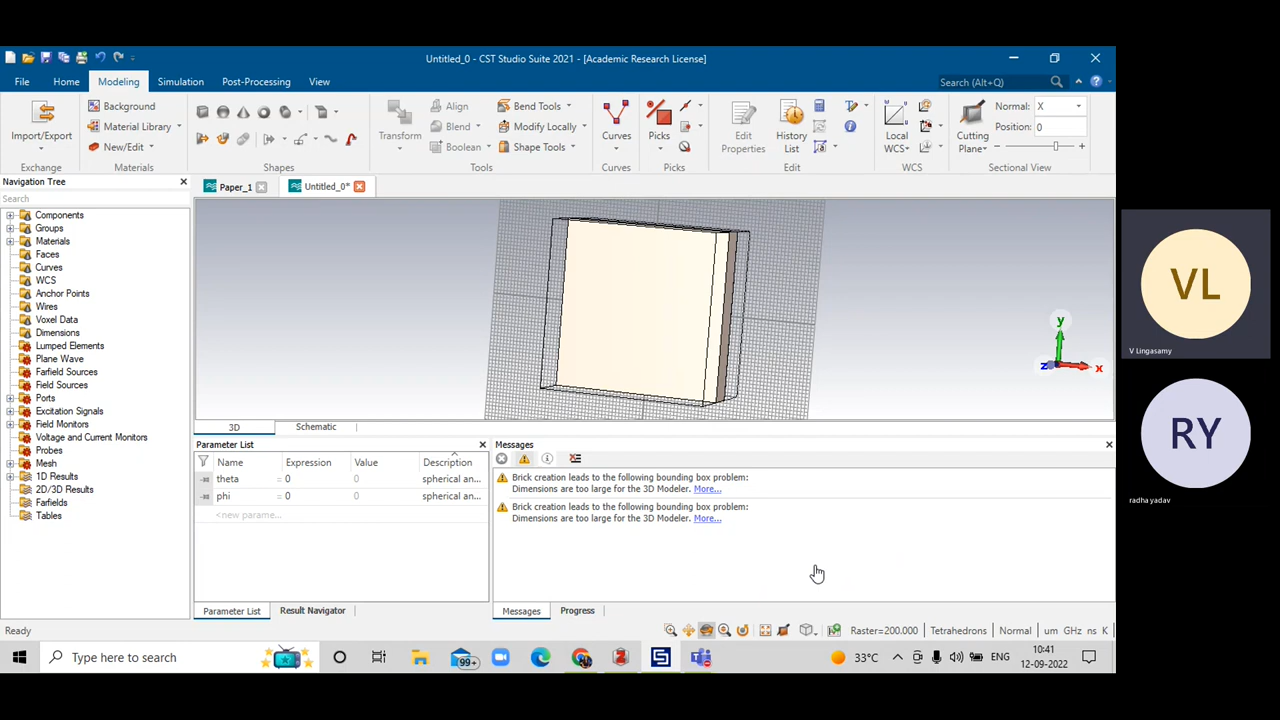 Untitled_0 - CST Studio Suite 2021 - [Academic Research License]
File Home Modeling Simulation Post-Processing View Search (Alt+Q)
Import/Export
Exchange
Background
Material Library
New/Edit
Materials
Shapes
Transform
Align
Blend
Boolean
Bend Tools
Modify Locally
Shape Tools
Tools
Curves
Curves
Picks
Picks
Edit
Properties
History
List
Edit
Local
WCS
WCS
Cutting
Plane
Normal: X
Position: 0
Sectional View
Navigation Tree
Search
Components
Groups
Materials
Faces
Curves
WCS
Anchor Points
Wires
Voxel Data
Dimensions
Lumped Elements
Plane Wave
Farfield Sources
Field Sources
Ports
Excitation Signals
Field Monitors
Voltage and Current Monitors
Probes
Mesh
1D Results
2D/3D Results
Farfields
Tables
Paper_1
Untitled_0*
y
z
x
3D Schematic
Parameter List
Name Expression Value Description
theta = 0 0 spherical an...
phi = 0 0 spherical an...
<new parame...
Parameter List Result Navigator
Messages
Brick creation leads to the following bounding box problem:
Dimensions are too large for the 3D Modeler. More...
Brick creation leads to the following bounding box problem:
Dimensions are too large for the 3D Modeler. More...
Messages Progress
Ready
Raster=200.000 Tetrahedrons Normal um GHz ns K
Type here to search
99+
33°C
ENG
10:41
12-09-2022
VL
V Lingasamy
RY
radha yadav